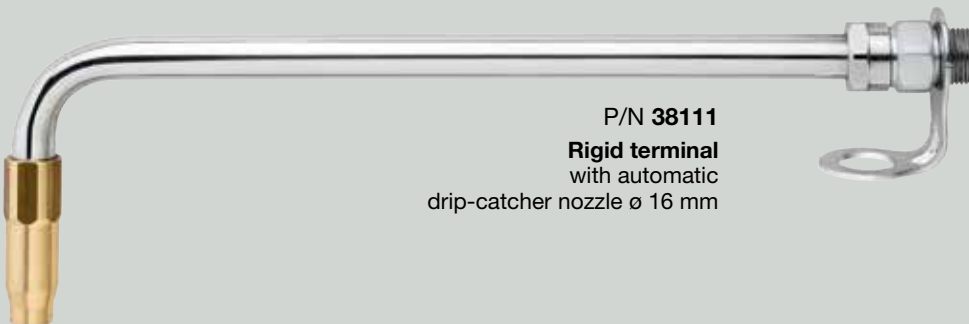 P/N 38111
Rigid terminal
with automatic
drip-catcher nozzle ø 16 mm